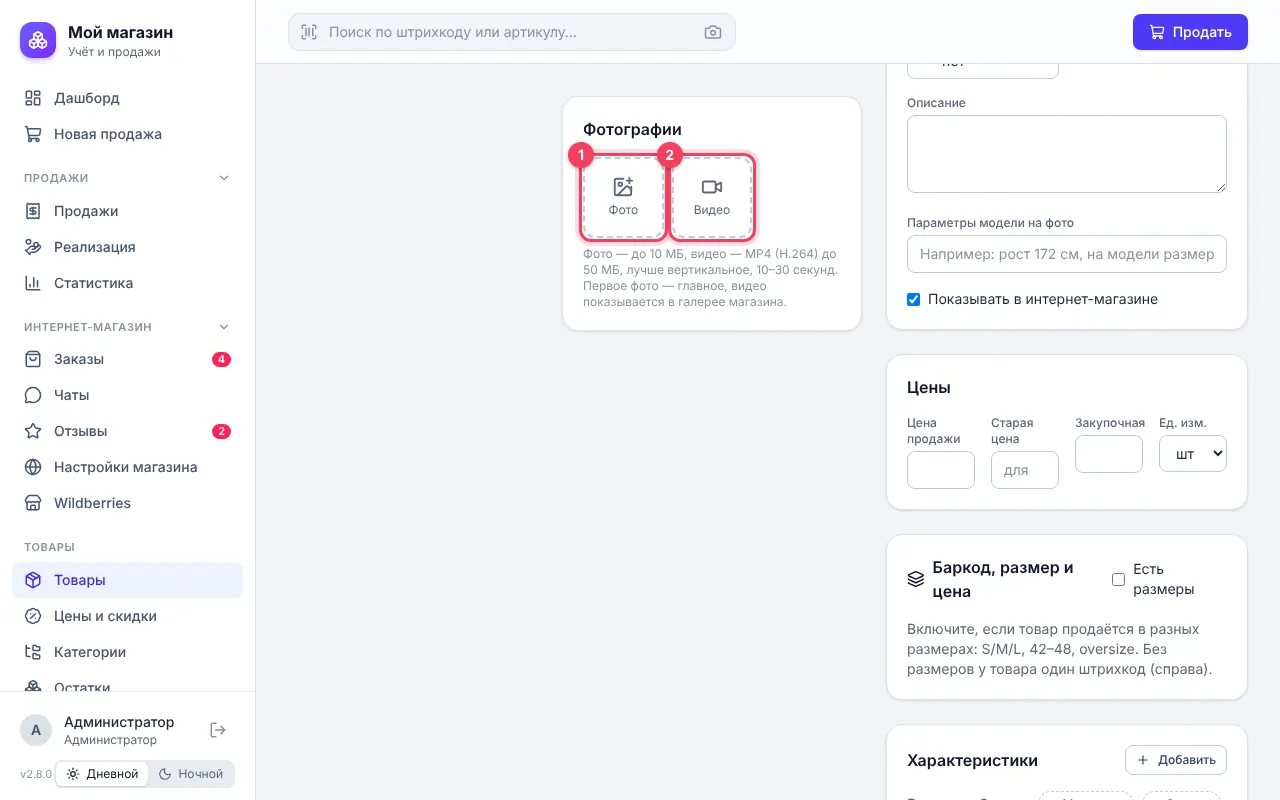 Мой магазин
Учёт и продажи
Дашборд
Новая продажа
ПРОДАЖИ
Продажи
Реализация
Статистика
ИНТЕРНЕТ-МАГАЗИН
Заказы
4
Чаты
Отзывы
2
Настройки магазина
Wildberries
ТОВАРЫ
Товары
Цены и скидки
Категории
Остатки
А
Администратор
Администратор
v2.8.0
Дневной
Ночной
Поиск по штрихкоду или артикулу...
Продать
Фотографии
1
2
Фото
Видео
Фото — до 10 МБ, видео — MP4 (H.264) до
50 МБ, лучше вертикальное, 10–30 секунд.
Первое фото — главное, видео
показывается в галерее магазина.
Описание
Параметры модели на фото
Например: рост 172 см, на модели размер
Показывать в интернет-магазине
Цены
Цена
продажи
Старая
цена
Закупочная
Ед. изм.
для
шт
Баркод, размер и
цена
Есть
размеры
Включите, если товар продаётся в разных
размерах: S/M/L, 42–48, oversize. Без
размеров у товара один штрихкод (справа).
Характеристики
Добавить